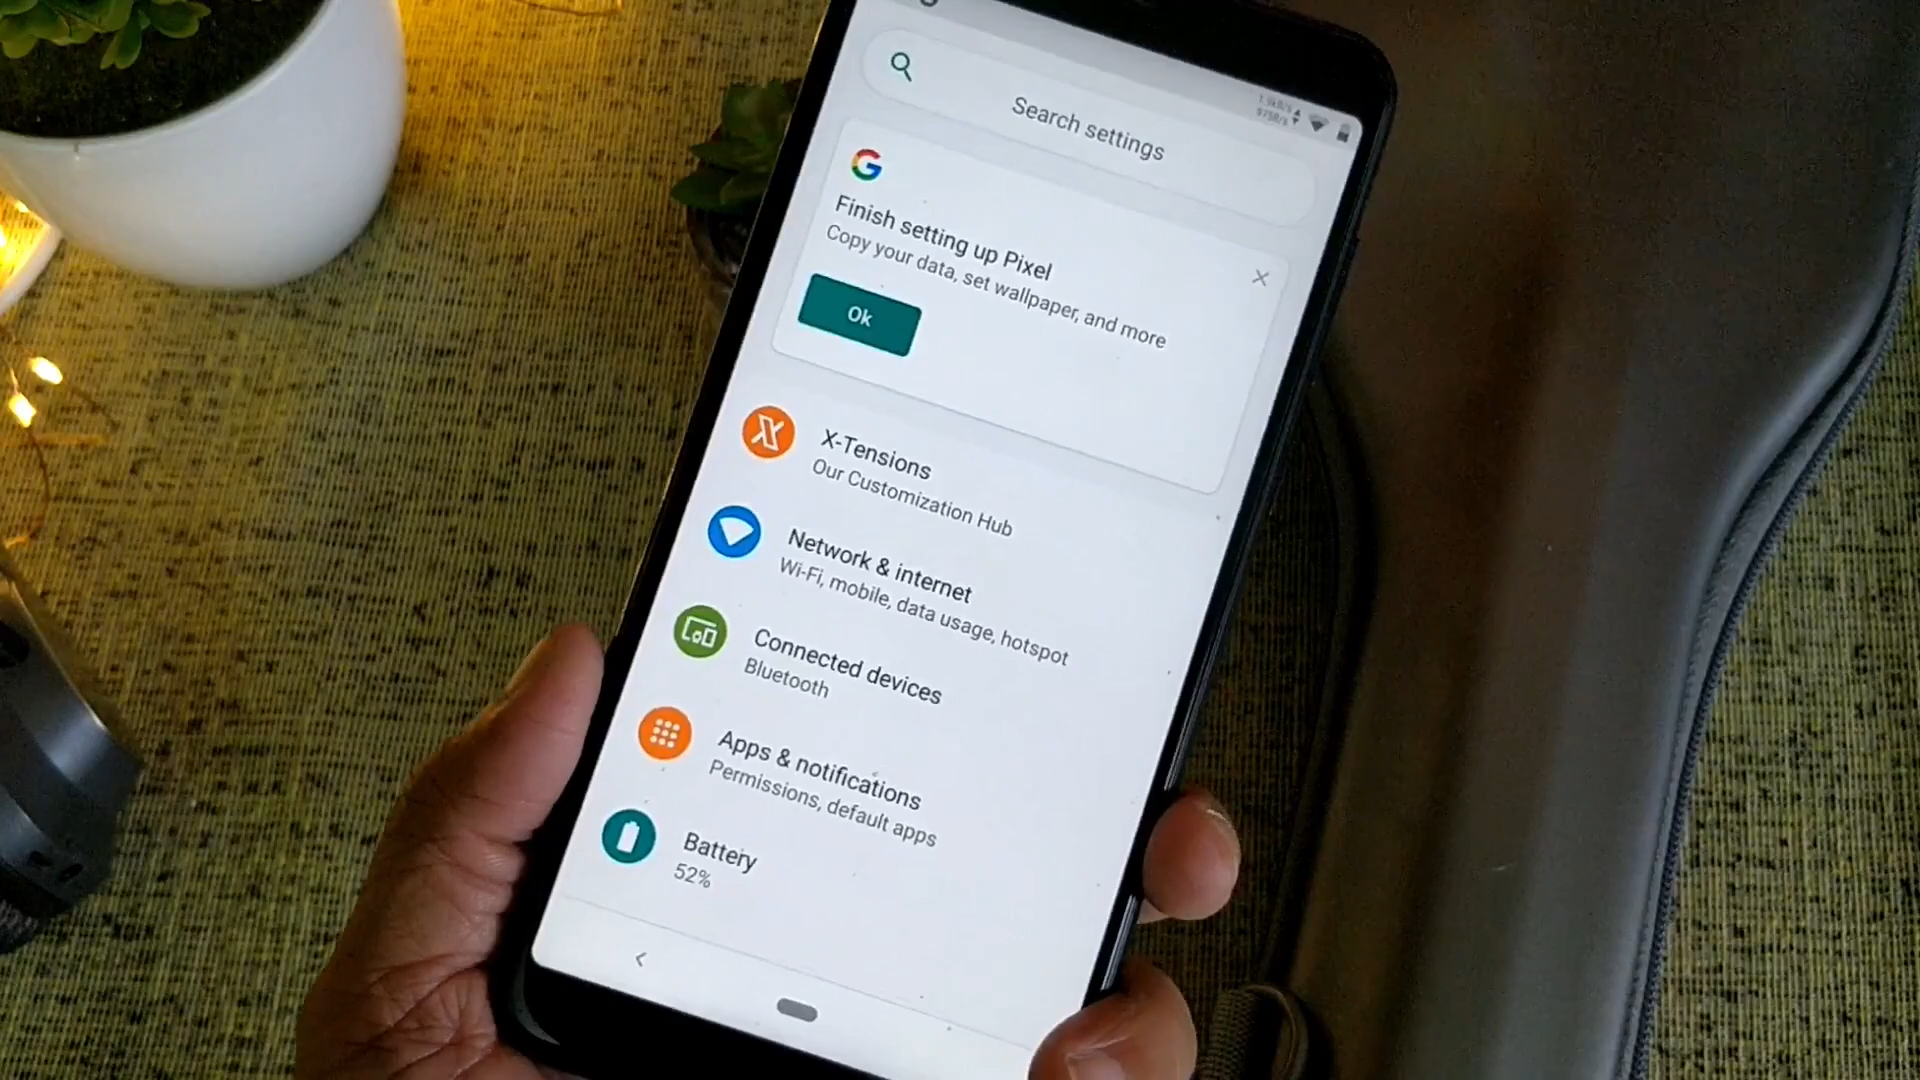 Search settings
Finish setting up Pixel
Copy your data, set wallpaper, and more
Ok
X-Tensions
Our Customization Hub
Network & internet
Wi-Fi, mobile, data usage, hotspot
Connected devices
Bluetooth
Apps & notifications
Permissions, default apps
Battery
52%